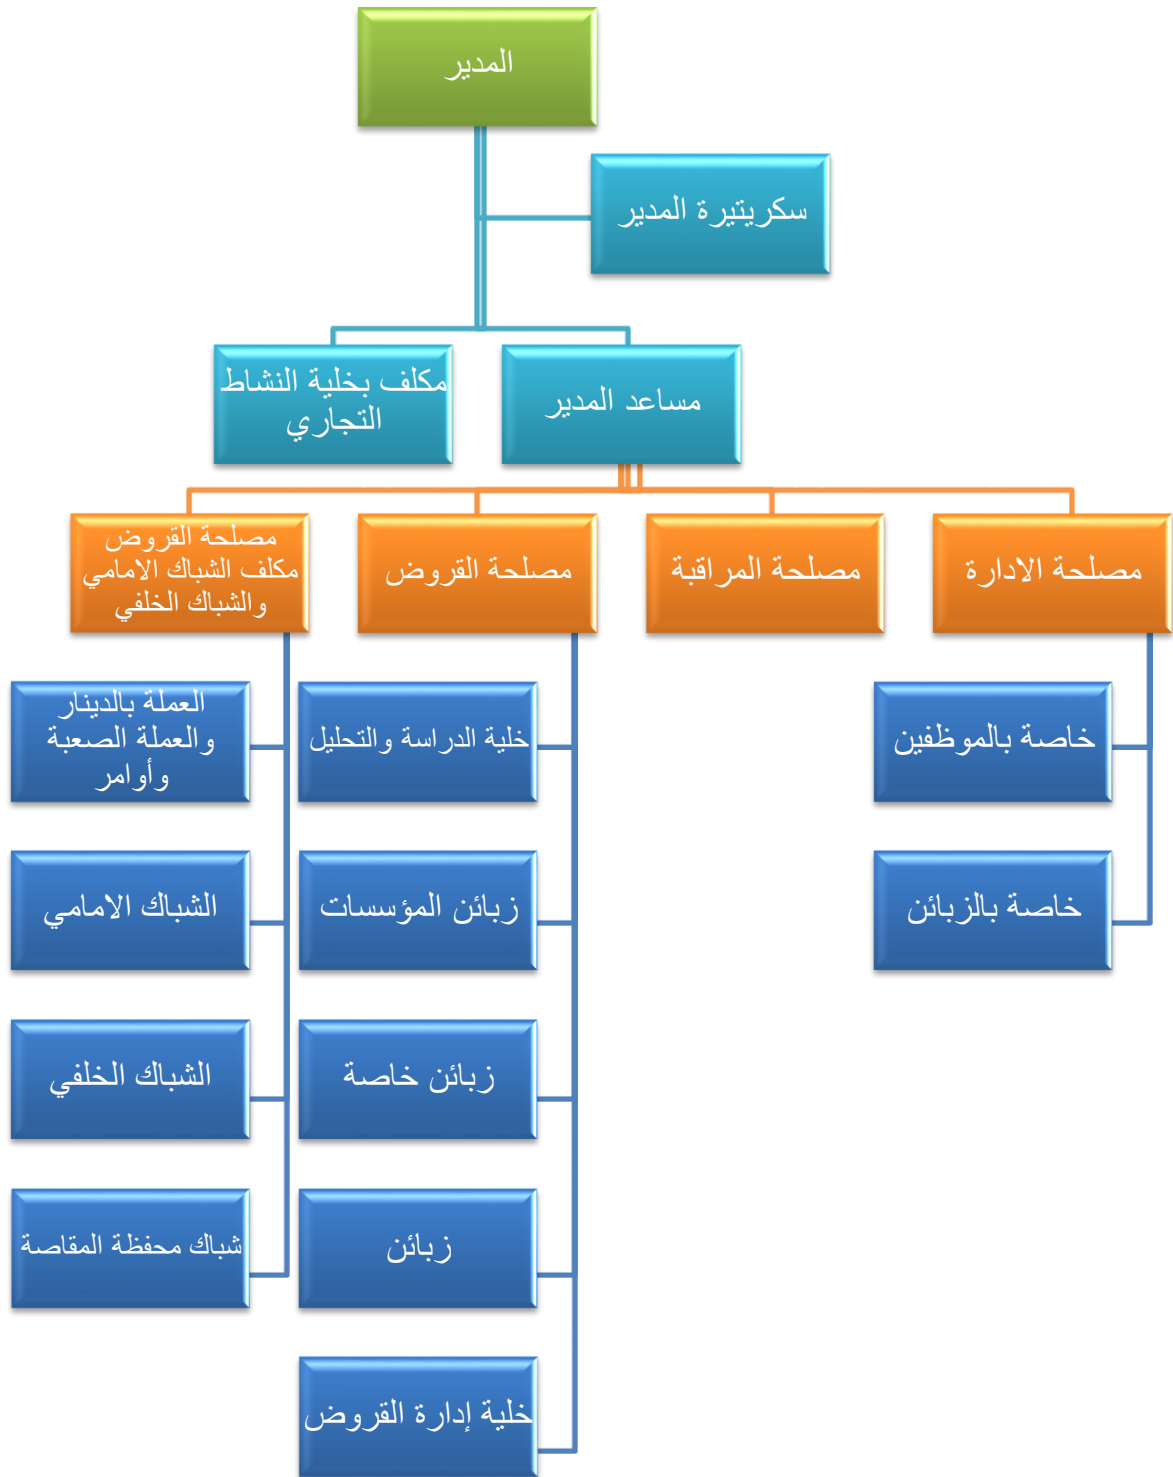 المدير
سكريتيرة المدير
مساعد المدير
مكلف بخلية النشاط
التجاري
مصلحة الادارة
مصلحة المراقبة
مصلحة القروض
مصلحة القروض
مكلف الشباك الامامي
والشباك الخلفي
خاصة بالموظفين
خلية الدراسة والتحليل
العملة بالدينار
والعملة الصعبة
وأوامر
خاصة بالزبائن
زبائن المؤسسات
الشباك الامامي
زبائن خاصة
الشباك الخلفي
زبائن
شباك محفظة المقاصة
خلية إدارة القروض